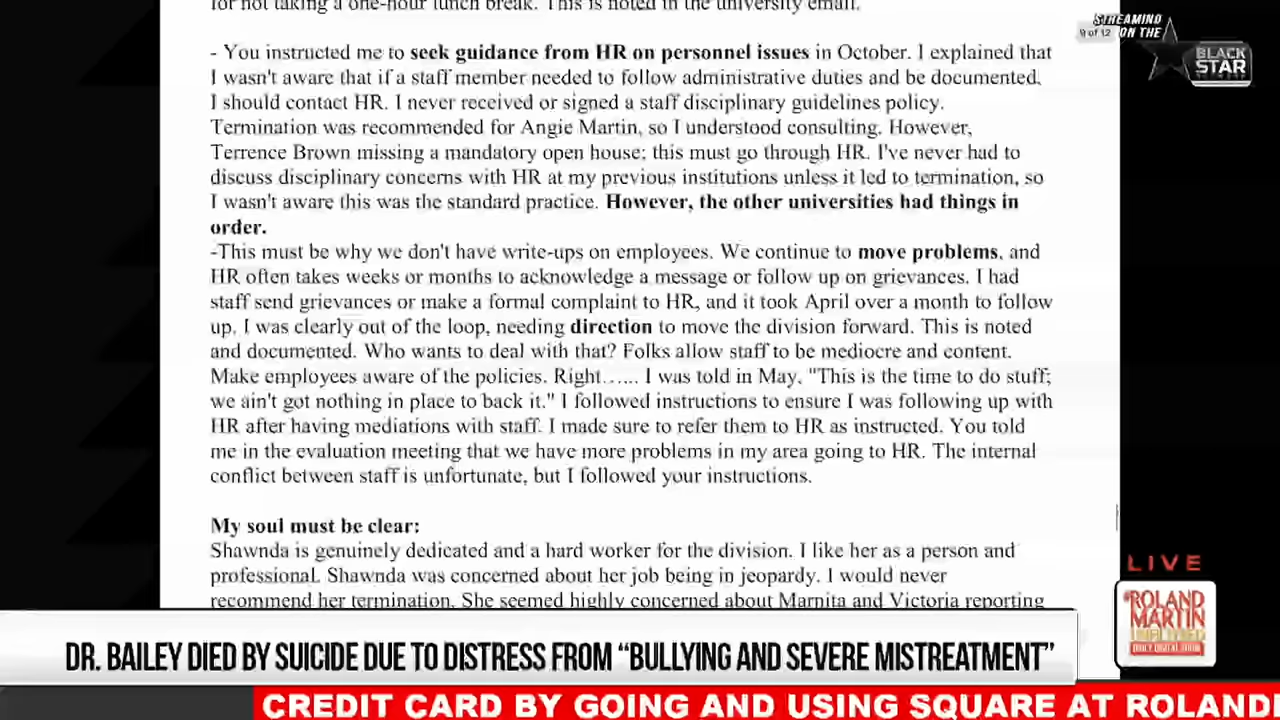 for not taking a one-hour lunch break. This is noted in the university email.
- You instructed me to seek guidance from HR on personnel issues in October. I explained that
I wasn't aware that if a staff member needed to follow administrative duties and be documented,
I should contact HR. I never received or signed a staff disciplinary guidelines policy.
Termination was recommended for Angie Martin, so I understood consulting. However,
Terrence Brown missing a mandatory open house; this must go through HR. I've never had to
discuss disciplinary concerns with HR at my previous institutions unless it led to termination, so
I wasn't aware this was the standard practice. However, the other universities had things in
order.
-This must be why we don't have write-ups on employees. We continue to move problems, and
HR often takes weeks or months to acknowledge a message or follow up on grievances. I had
staff send grievances or make a formal complaint to HR, and it took April over a month to follow
up. I was clearly out of the loop, needing direction to move the division forward. This is noted
and documented. Who wants to deal with that? Folks allow staff to be mediocre and content.
Make employees aware of the policies. Right…... I was told in May, "This is the time to do stuff;
we ain't got nothing in place to back it." I followed instructions to ensure I was following up with
HR after having mediations with staff. I made sure to refer them to HR as instructed. You told
me in the evaluation meeting that we have more problems in my area going to HR. The internal
conflict between staff is unfortunate, but I followed your instructions.
My soul must be clear:
Shawnda is genuinely dedicated and a hard worker for the division. I like her as a person and
professional. Shawnda was concerned about her job being in jeopardy. I would never
recommend her termination. She seemed highly concerned about Marnita and Victoria reporting
STREAMING
9 of 12 ON THE
BLACK
STAR
NETWORK
LIVE
#ROLAND
MARTIN
UNFILTERED
DAILY DIGITAL SHOW
DR. BAILEY DIED BY SUICIDE DUE TO DISTRESS FROM “BULLYING AND SEVERE MISTREATMENT”
CREDIT CARD BY GOING AND USING SQUARE AT ROLAND